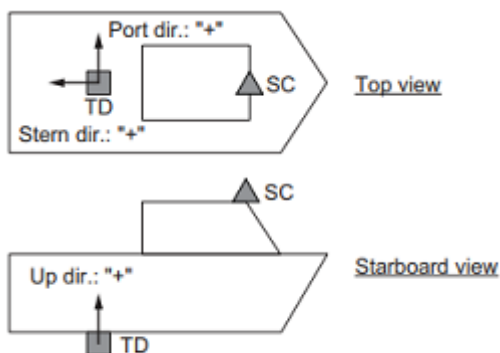 Port dir.: "+"
SC
Top view
TD
Stern dir.: "+"
SC
Starboard view
Up dir.: "+"
TD